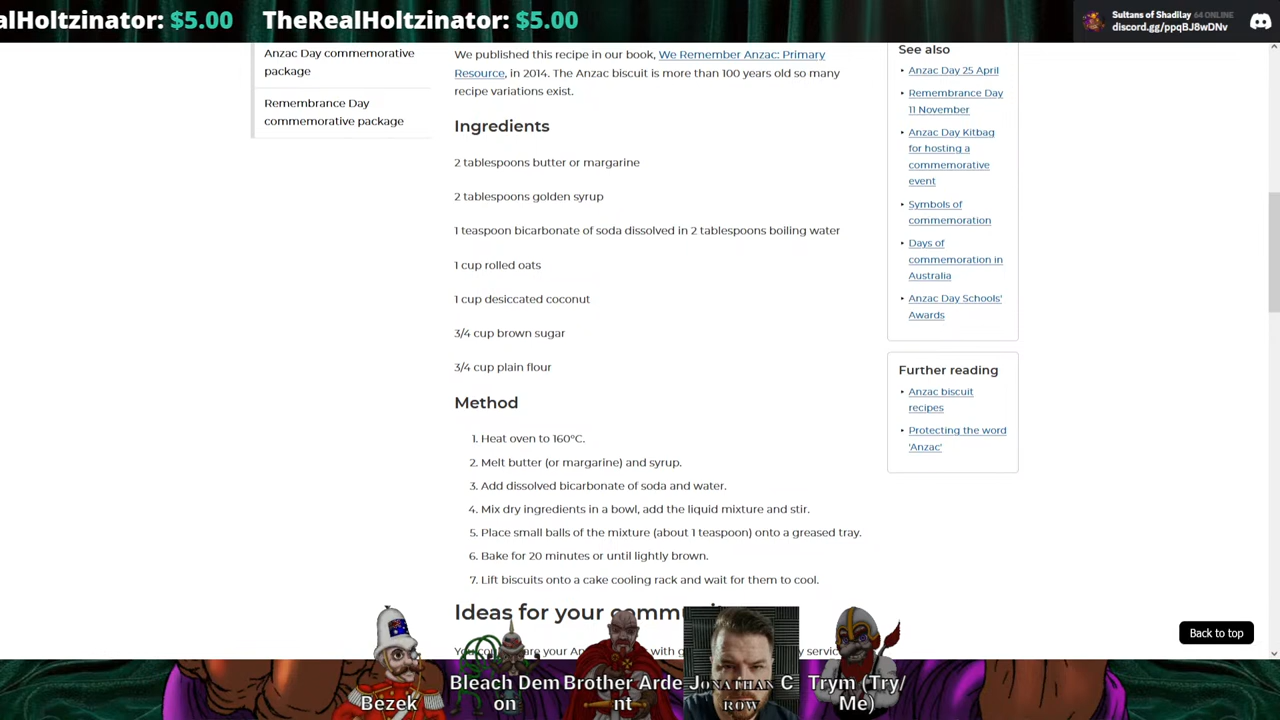 alHoltzinator: $5.00 TheRealHoltzinator: $5.00
Sultans of Shadilay 64 ONLINE
discord.gg/ppqBJ8wDNv
Anzac Day commemorative
package
Remembrance Day
commemorative package
We published this recipe in our book, We Remember Anzac: Primary
Resource, in 2014. The Anzac biscuit is more than 100 years old so many
recipe variations exist.
Ingredients
2 tablespoons butter or margarine
2 tablespoons golden syrup
1 teaspoon bicarbonate of soda dissolved in 2 tablespoons boiling water
1 cup rolled oats
1 cup desiccated coconut
3/4 cup brown sugar
3/4 cup plain flour
Method
1. Heat oven to 160°C.
2. Melt butter (or margarine) and syrup.
3. Add dissolved bicarbonate of soda and water.
4. Mix dry ingredients in a bowl, add the liquid mixture and stir.
5. Place small balls of the mixture (about 1 teaspoon) onto a greased tray.
6. Bake for 20 minutes or until lightly brown.
7. Lift biscuits onto a cake cooling rack and wait for them to cool.
Ideas for your
your with
See also
Anzac Day 25 April
Remembrance Day
11 November
Anzac Day Kitbag
for hosting a
commemorative
event
Symbols of
commemoration
Days of
commemoration in
Australia
Anzac Day Schools'
Awards
Further reading
Anzac biscuit
recipes
Protecting the word
'Anzac'
Back to top
Bezek
Bleach Dem
on
Brother Arde
nt
Jonathan C
row
Trym (Try/
Me)